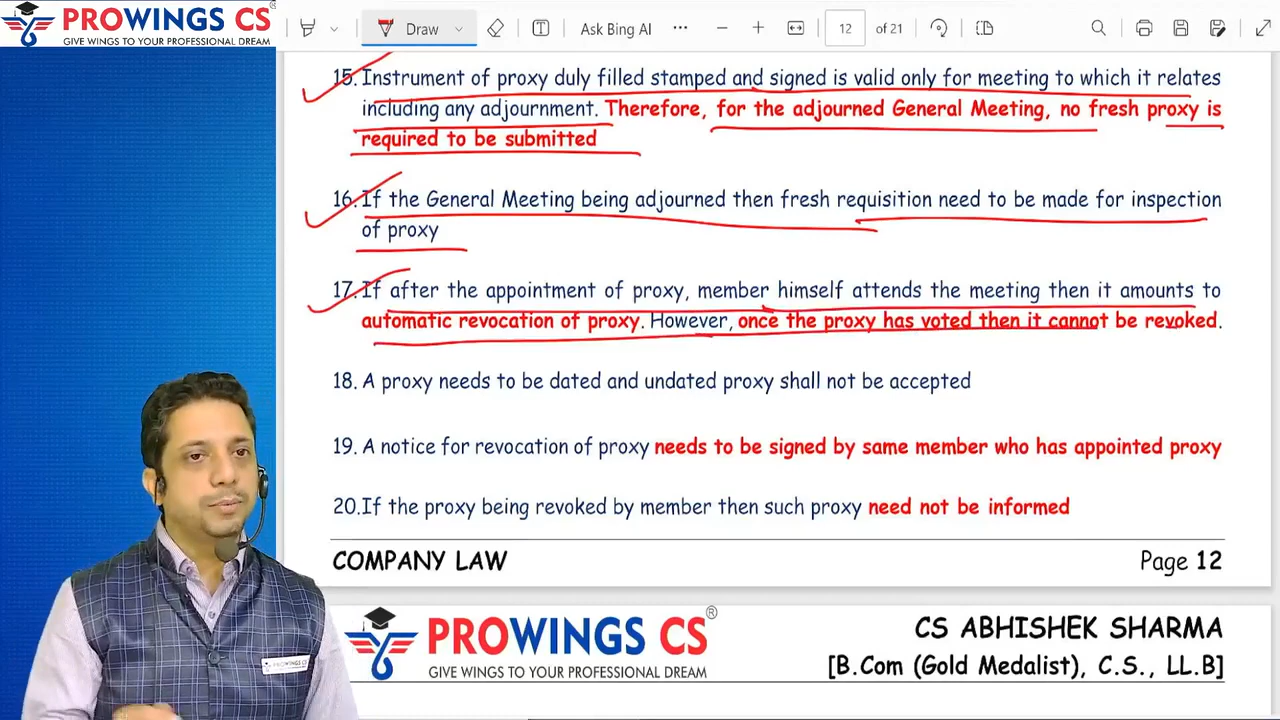 PROWINGS CS®
GIVE WINGS TO YOUR PROFESSIONAL DREAM
Draw
Ask Bing AI
12 of 21
15. Instrument of proxy duly filled stamped and signed is valid only for meeting to which it relates
including any adjournment. Therefore, for the adjourned General Meeting, no fresh proxy is
required to be submitted
16. If the General Meeting being adjourned then fresh requisition need to be made for inspection
of proxy
17. If after the appointment of proxy, member himself attends the meeting then it amounts to
automatic revocation of proxy. However, once the proxy has voted then it cannot be revoked.
18. A proxy needs to be dated and undated proxy shall not be accepted
19. A notice for revocation of proxy needs to be signed by same member who has appointed proxy
20.If the proxy being revoked by member then such proxy need not be informed
COMPANY LAW Page 12
PROWINGS CS®
GIVE WINGS TO YOUR PROFESSIONAL DREAM
CS ABHISHEK SHARMA
[B.Com (Gold Medalist), C.S., LL.B]
PROWINGS CS